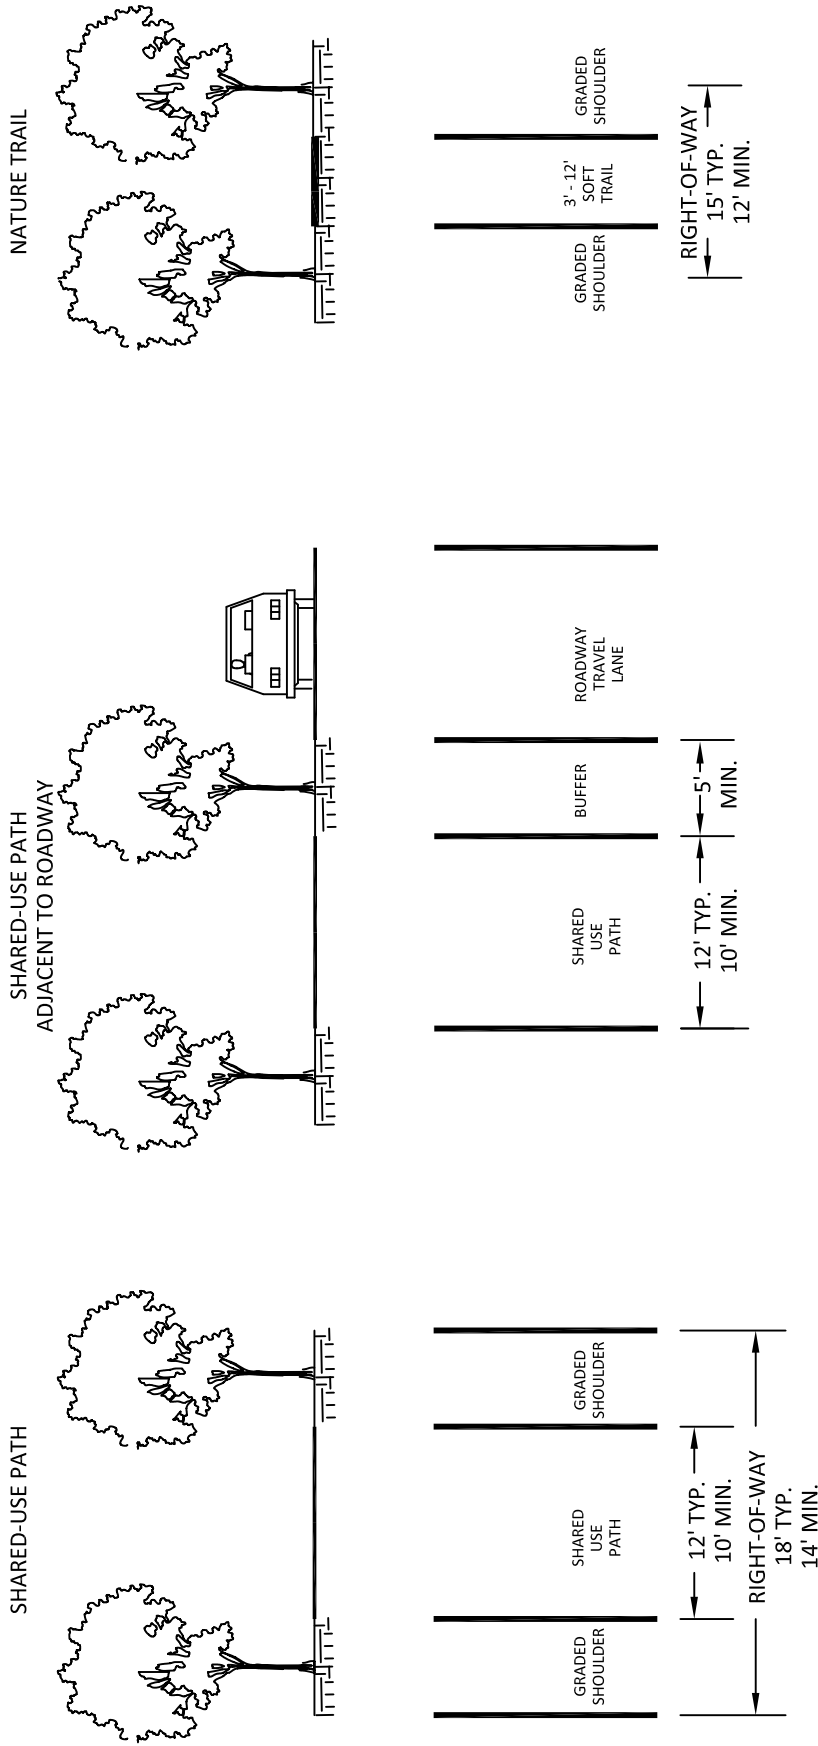 SHARED-USE PATH
GRADED
SHOULDER
SHARED
USE
PATH
GRADED
SHOULDER
12' TYP.
10' MIN.
RIGHT-OF-WAY
18' TYP.
14' MIN.
SHARED-USE PATH
ADJACENT TO ROADWAY
SHARED
USE
PATH
BUFFER
ROADWAY
TRAVEL
LANE
12' TYP.
10' MIN.
5'
MIN.
NATURE TRAIL
GRADED
SHOULDER
3' - 12'
SOFT
TRAIL
GRADED
SHOULDER
RIGHT-OF-WAY
15' TYP.
12' MIN.